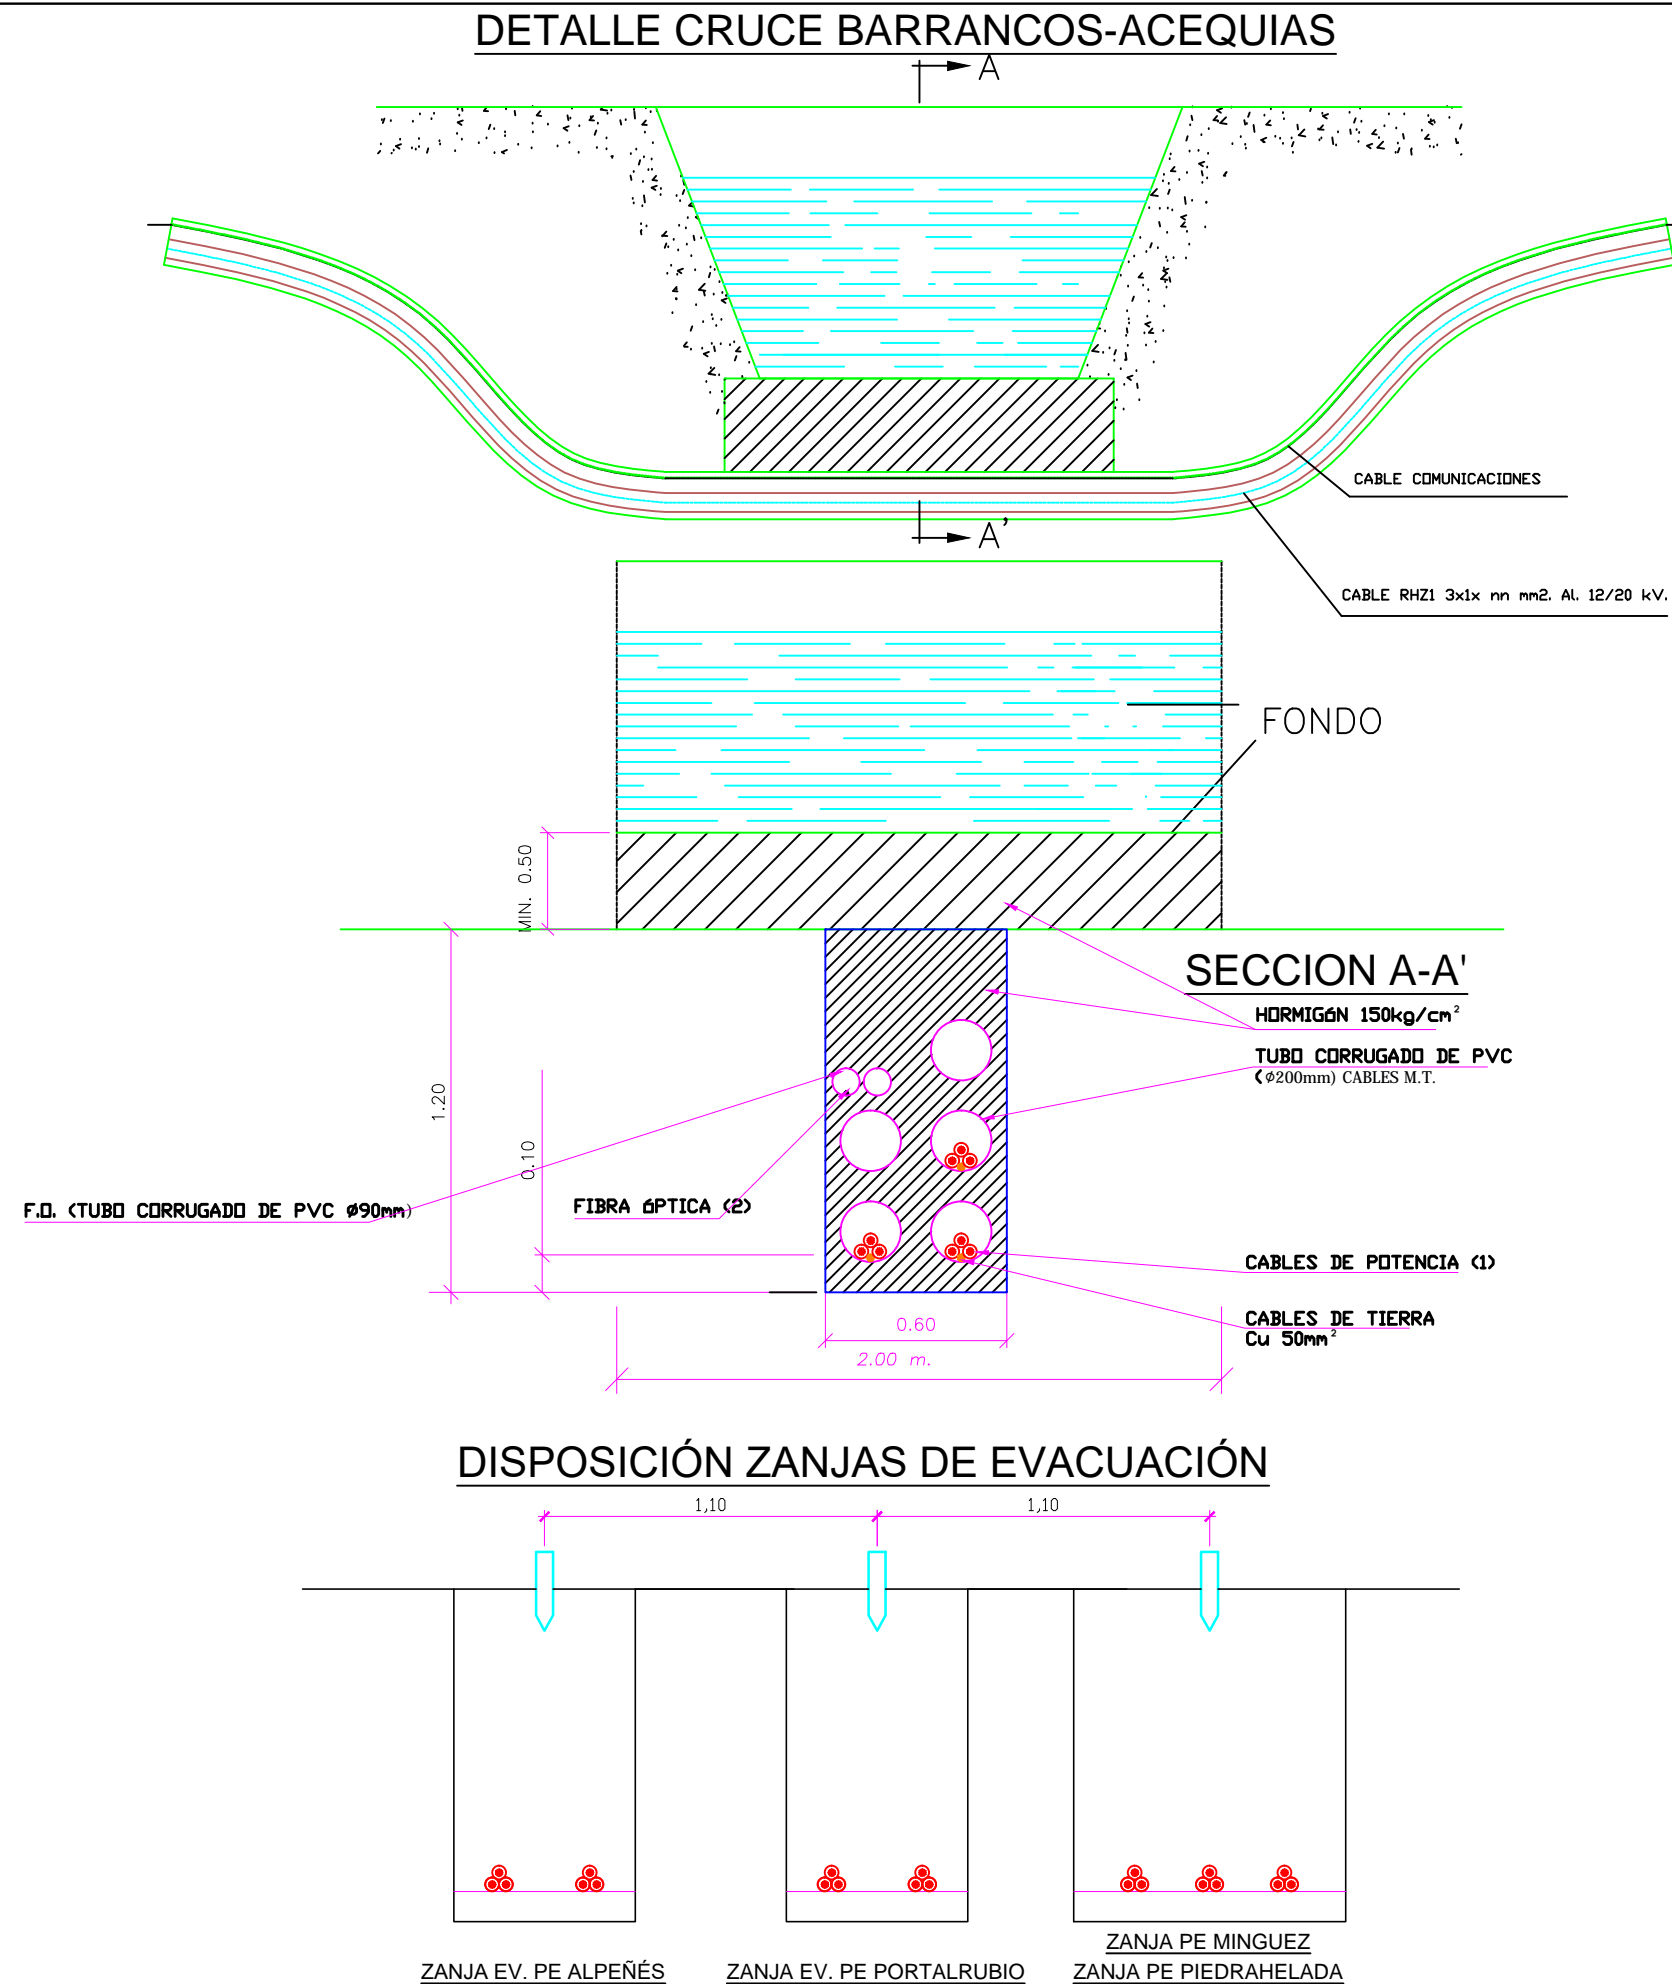 DETALLE CRUCE BARRANCOS-ACEQUIAS
A
CABLE COMUNICACIONES
A'
CABLE RHZ1 3x1x nn mm2. Al. 12/20 kV.
FONDO
MIN. 0.50
SECCION A-A'
HORMIGóN 150kg/cm²
TUBO CORRUGADO DE PVC
(Ø200mm) CABLES M.T.
1.20
0.10
F.O. (TUBO CORRUGADO DE PVC Ø90mm)
FIBRA óPTICA (2)
CABLES DE POTENCIA (1)
CABLES DE TIERRA
Cu 50mm²
0.60
2.00 m.
DISPOSICIÓN ZANJAS DE EVACUACIÓN
1,10
1,10
ZANJA EV. PE ALPEÑÉS
ZANJA EV. PE PORTALRUBIO
ZANJA PE MINGUEZ
ZANJA PE PIEDRAHELADA